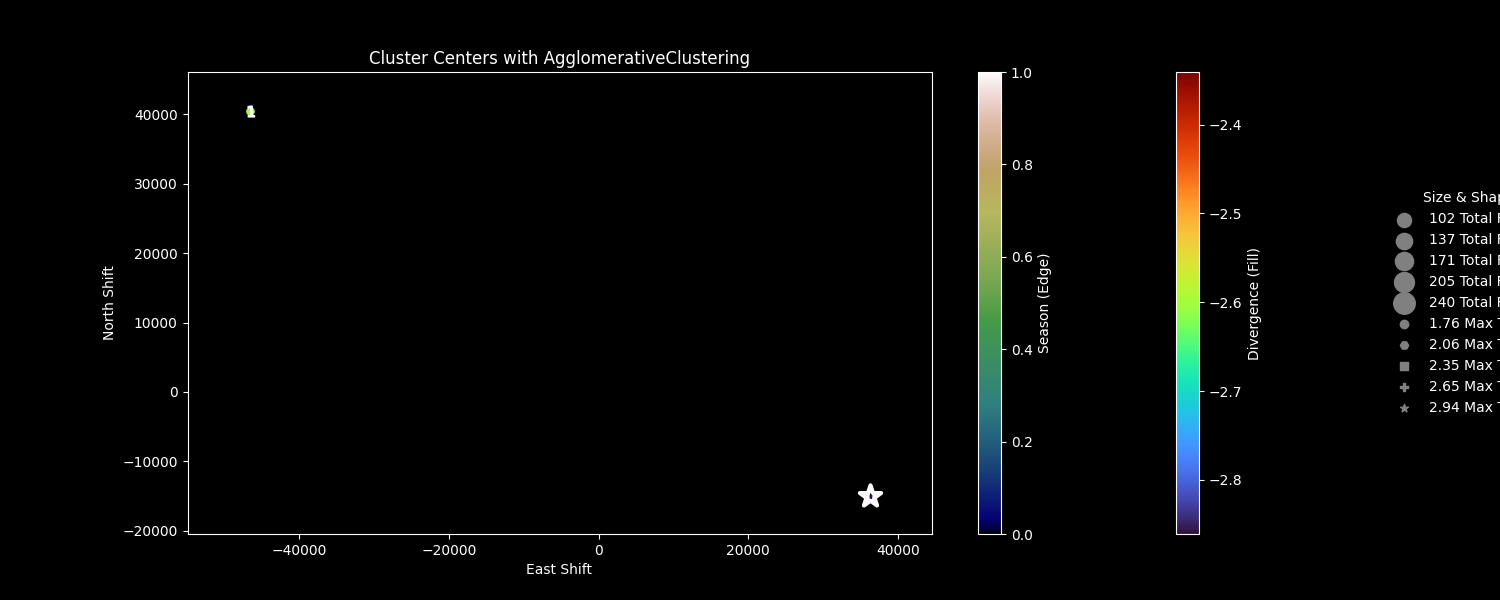 Cluster Centers with AgglomerativeClustering
40000
30000
20000
10000
0
−10000
−20000
North Shift
−40000
−20000
0
20000
40000
East Shift
1.0
0.8
0.6
0.4
0.2
0.0
Season (Edge)
−2.4
−2.5
−2.6
−2.7
−2.8
Divergence (Fill)
Size &
102 Total
137 Total
171 Total
205 Total
240 Total
1.76 Max
2.06 Max
2.35 Max
2.65 Max
2.94 Max